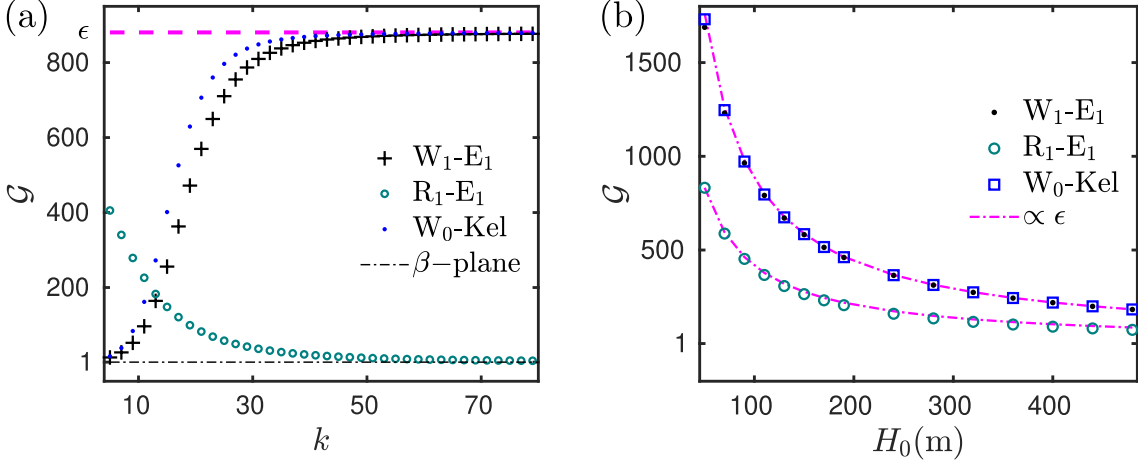 (a)
ϵ
800
600
400
200
1
𝒢
10
30
50
70
k
W₁-E₁
R₁-E₁
W₀-Kel
β−plane
(b)
1500
1000
500
1
𝒢
100
200
300
400
H₀(m)
W₁-E₁
R₁-E₁
W₀-Kel
∝ ϵ